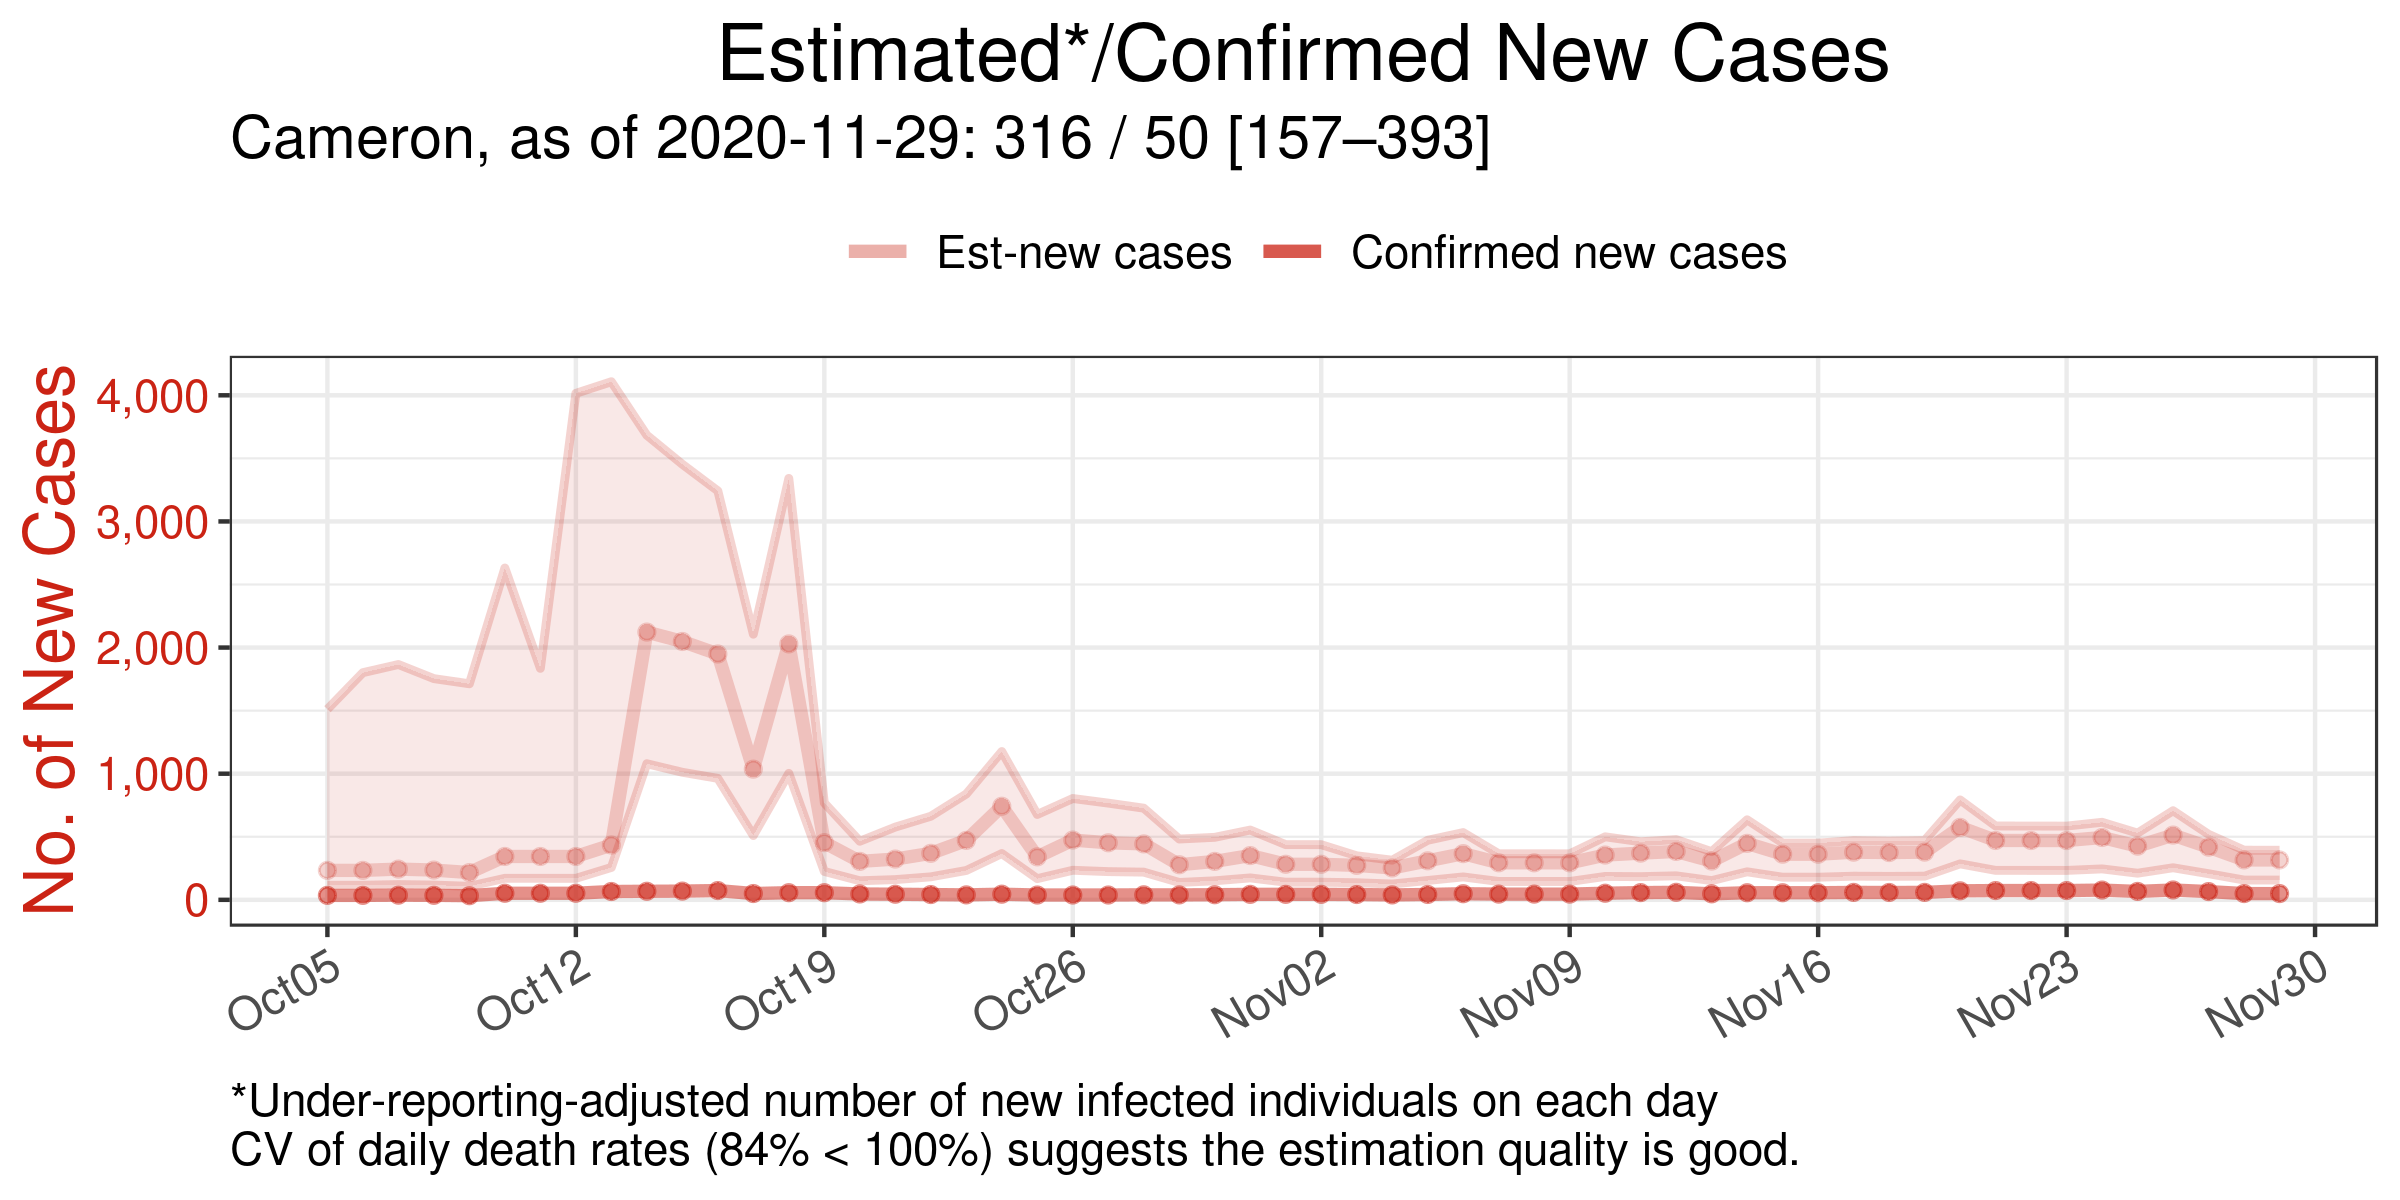 Estimated*/Confirmed New Cases
Cameron, as of 2020-11-29: 316 / 50 [157–393]
Est-new cases Confirmed new cases
No. of New Cases
4,000
3,000
2,000
1,000
0
Oct05 Oct12 Oct19 Oct26 Nov02 Nov09 Nov16 Nov23 Nov30
*Under-reporting-adjusted number of new infected individuals on each day
CV of daily death rates (84% < 100%) suggests the estimation quality is good.